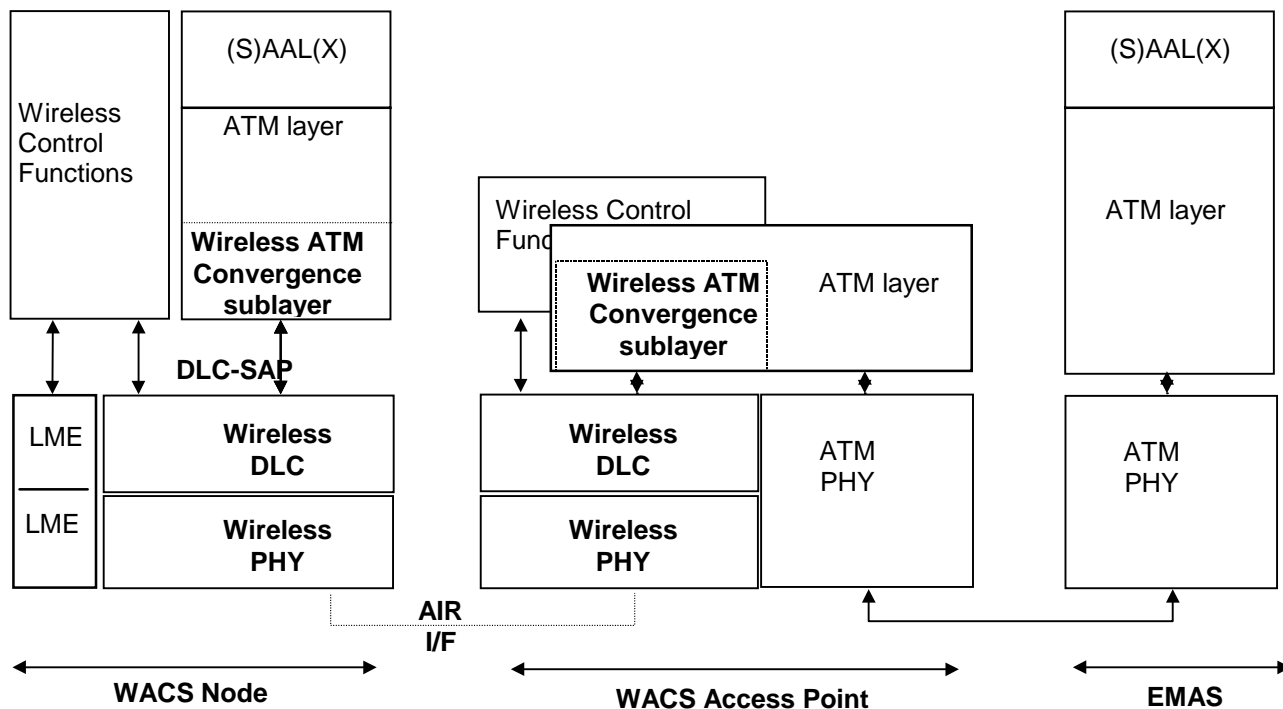 Wireless
Control
Functions
(S)AAL(X)
ATM layer
Wireless ATM
Convergence
sublayer
DLC-SAP
LME
LME
Wireless
DLC
Wireless
PHY
AIR
I/F
WACS Node
Wireless Control
Func
Wireless ATM
Convergence
sublayer
ATM layer
Wireless
DLC
Wireless
PHY
ATM
PHY
WACS Access Point
(S)AAL(X)
ATM layer
ATM
PHY
EMAS